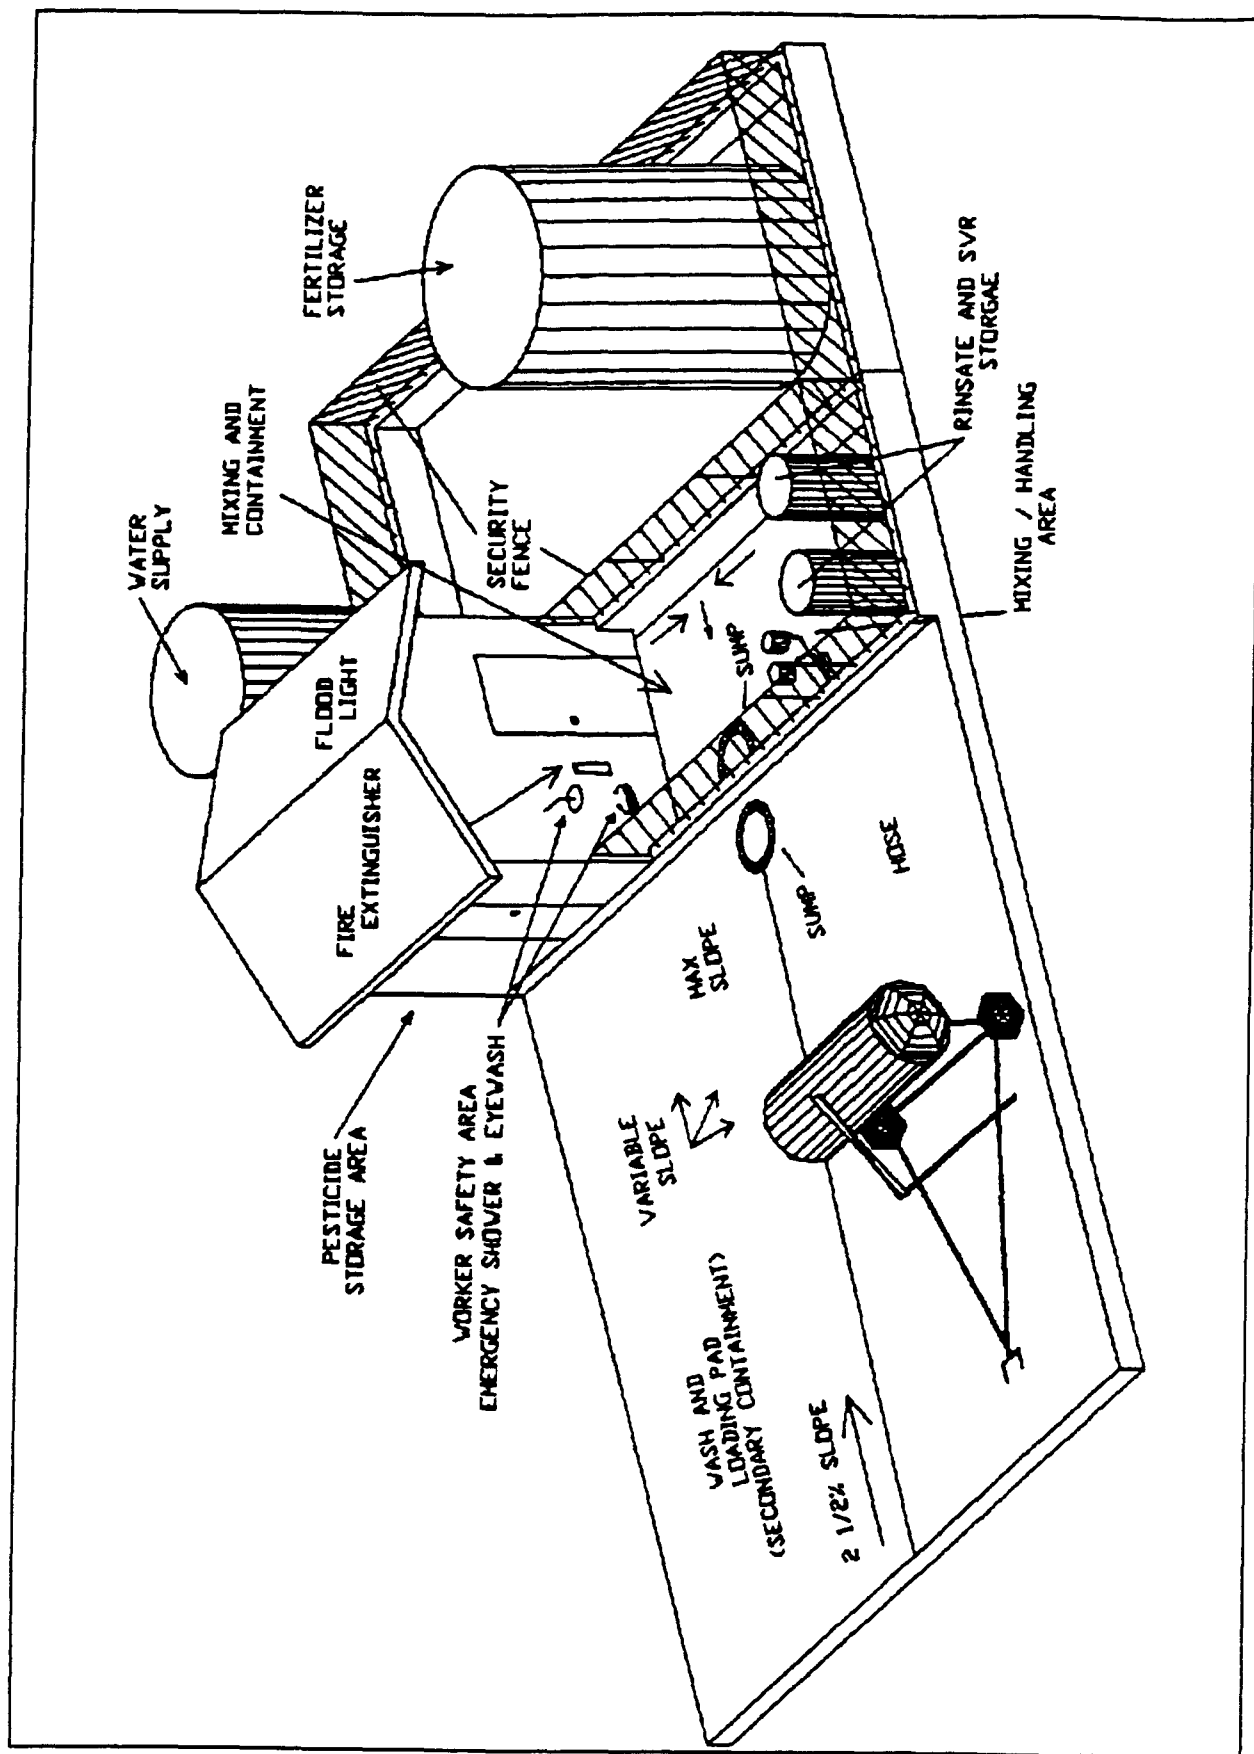 WATER
SUPPLY
MIXING AND
CONTAINMENT
FERTILIZER
STORAGE
FLOOD
LIGHT
FIRE
EXTINGUISHER
SECURITY
FENCE
PESTICIDE
STORAGE AREA
WORKER SAFETY AREA
EMERGENCY SHOWER & EYEWASH
VARIABLE
SLOPE
MAX
SLOPE
SUMP
SUMP
HOSE
WASH AND
LOADING PAD
(SECONDARY CONTAINMENT)
2 1/2% SLOPE
RINSATE AND SVR
STORGAE
MIXING / HANDLING
AREA